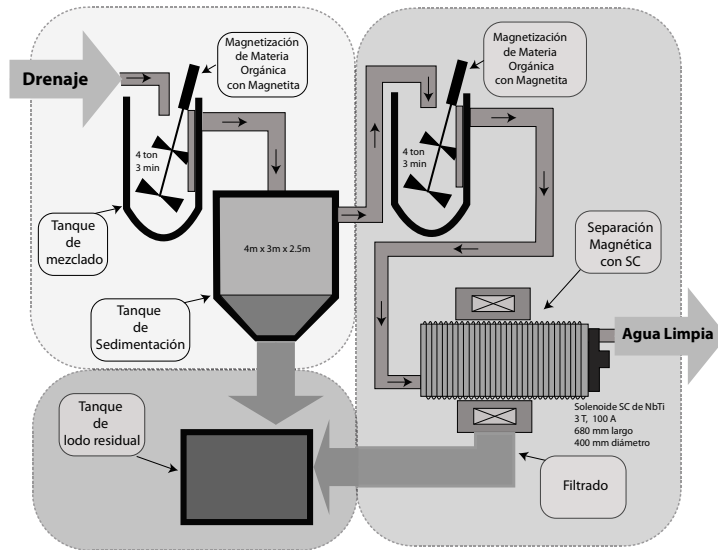 Drenaje
Magnetización
de Materia
Orgánica
con Magnetita
4 ton
3 min
Tanque
de
mezclado
4m x 3m x 2.5m
Tanque
de
Sedimentación
Tanque
de
lodo residual
Magnetización
de Materia
Orgánica
con Magnetita
4 ton
3 min
Separación
Magnética
con SC
Agua Limpia
Solenoide SC de NbTi
3 T, 100 A
680 mm largo
400 mm diámetro
Filtrado